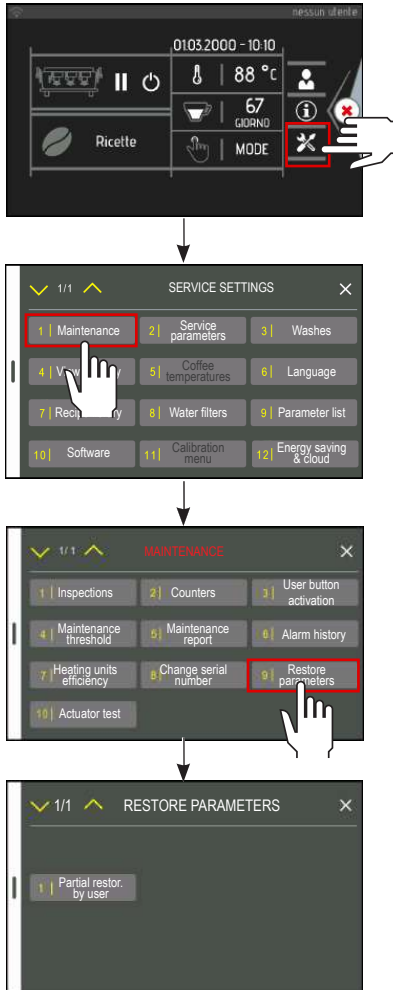 nessun utente
01.03.2000 - 10:10
88 °C
67
GIORNO
Ricette
MODE
1/1
SERVICE SETTINGS
1 | Maintenance
2 | Service
parameters
3 | Washes
4 |
5 | Coffee
temperatures
6 | Language
7 |
8 | Water filters
9 | Parameter list
10 | Software
11 | Calibration
menu
12 | Energy saving
& cloud
1/1
MAINTENANCE
1 | Inspections
2 | Counters
3 | User button
activation
4 | Maintenance
threshold
5 | Maintenance
report
6 | Alarm history
7 | Heating units
efficiency
8 | Change serial
number
9 | Restore
parameters
10 | Actuator test
1/1
RESTORE PARAMETERS
1 | Partial restor.
by user